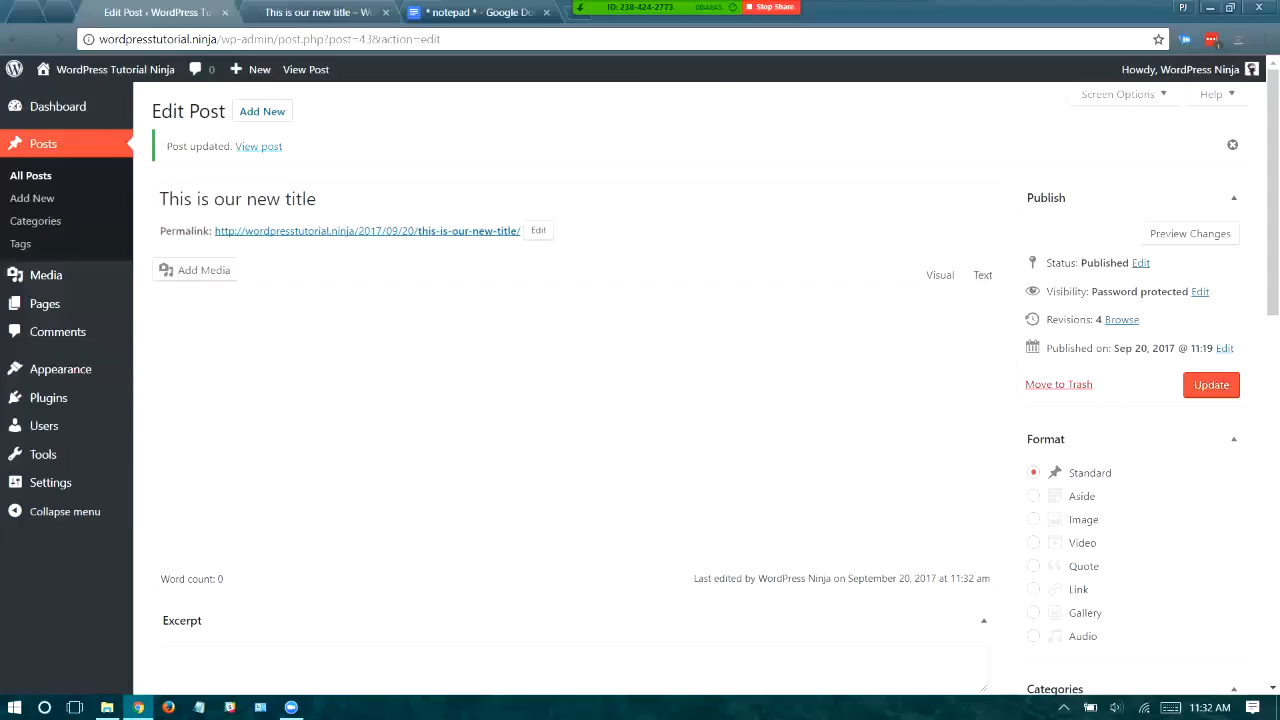 Edit Post ‹ WordPress Tu
This is our new title – Wo
* notepad * - Google Do
ID: 238-424-2773
Stop Share
PJ
wordpresstutorial.ninja/wp-admin/post.php?post=43&action=edit
WordPress Tutorial Ninja
0
New
View Post
Howdy, WordPress Ninja
Dashboard
Posts
All Posts
Add New
Categories
Tags
Media
Pages
Comments
Appearance
Plugins
Users
Tools
Settings
Collapse menu
Screen Options
Help
Edit Post
Add New
Post updated. View post
This is our new title
Permalink: http://wordpresstutorial.ninja/2017/09/20/this-is-our-new-title/
Edit
Add Media
Visual
Text
Word count: 0
Last edited by WordPress Ninja on September 20, 2017 at 11:32 am
Excerpt
Publish
Preview Changes
Status: Published Edit
Visibility: Password protected Edit
Revisions: 4 Browse
Published on: Sep 20, 2017 @ 11:19 Edit
Move to Trash
Update
Format
Standard
Aside
Image
Video
Quote
Link
Gallery
Audio
Categories
11:32 AM